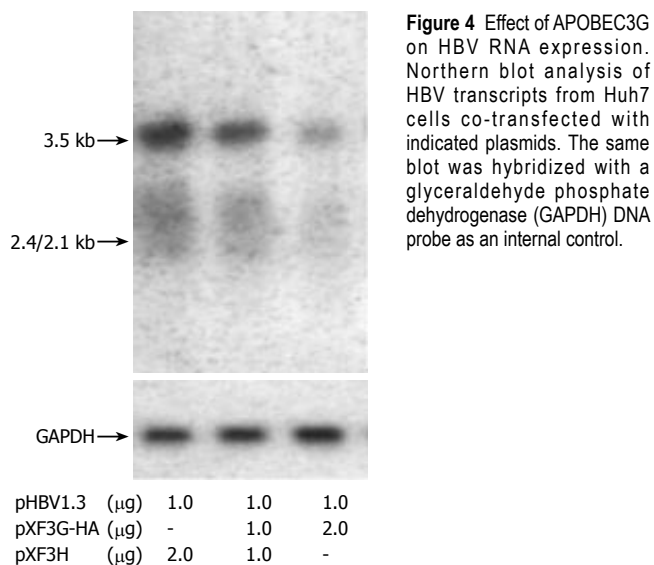 3.5 kb
2.4/2.1 kb
GAPDH
pHBV1.3 (μg) 1.0 1.0 1.0
pXF3G-HA (μg) - 1.0 2.0
pXF3H (μg) 2.0 1.0 -
Figure 4 Effect of APOBEC3G
on HBV RNA expression.
Northern blot analysis of
HBV transcripts from Huh7
cells co-transfected with
indicated plasmids. The same
blot was hybridized with a
glyceraldehyde phosphate
dehydrogenase (GAPDH) DNA
probe as an internal control.